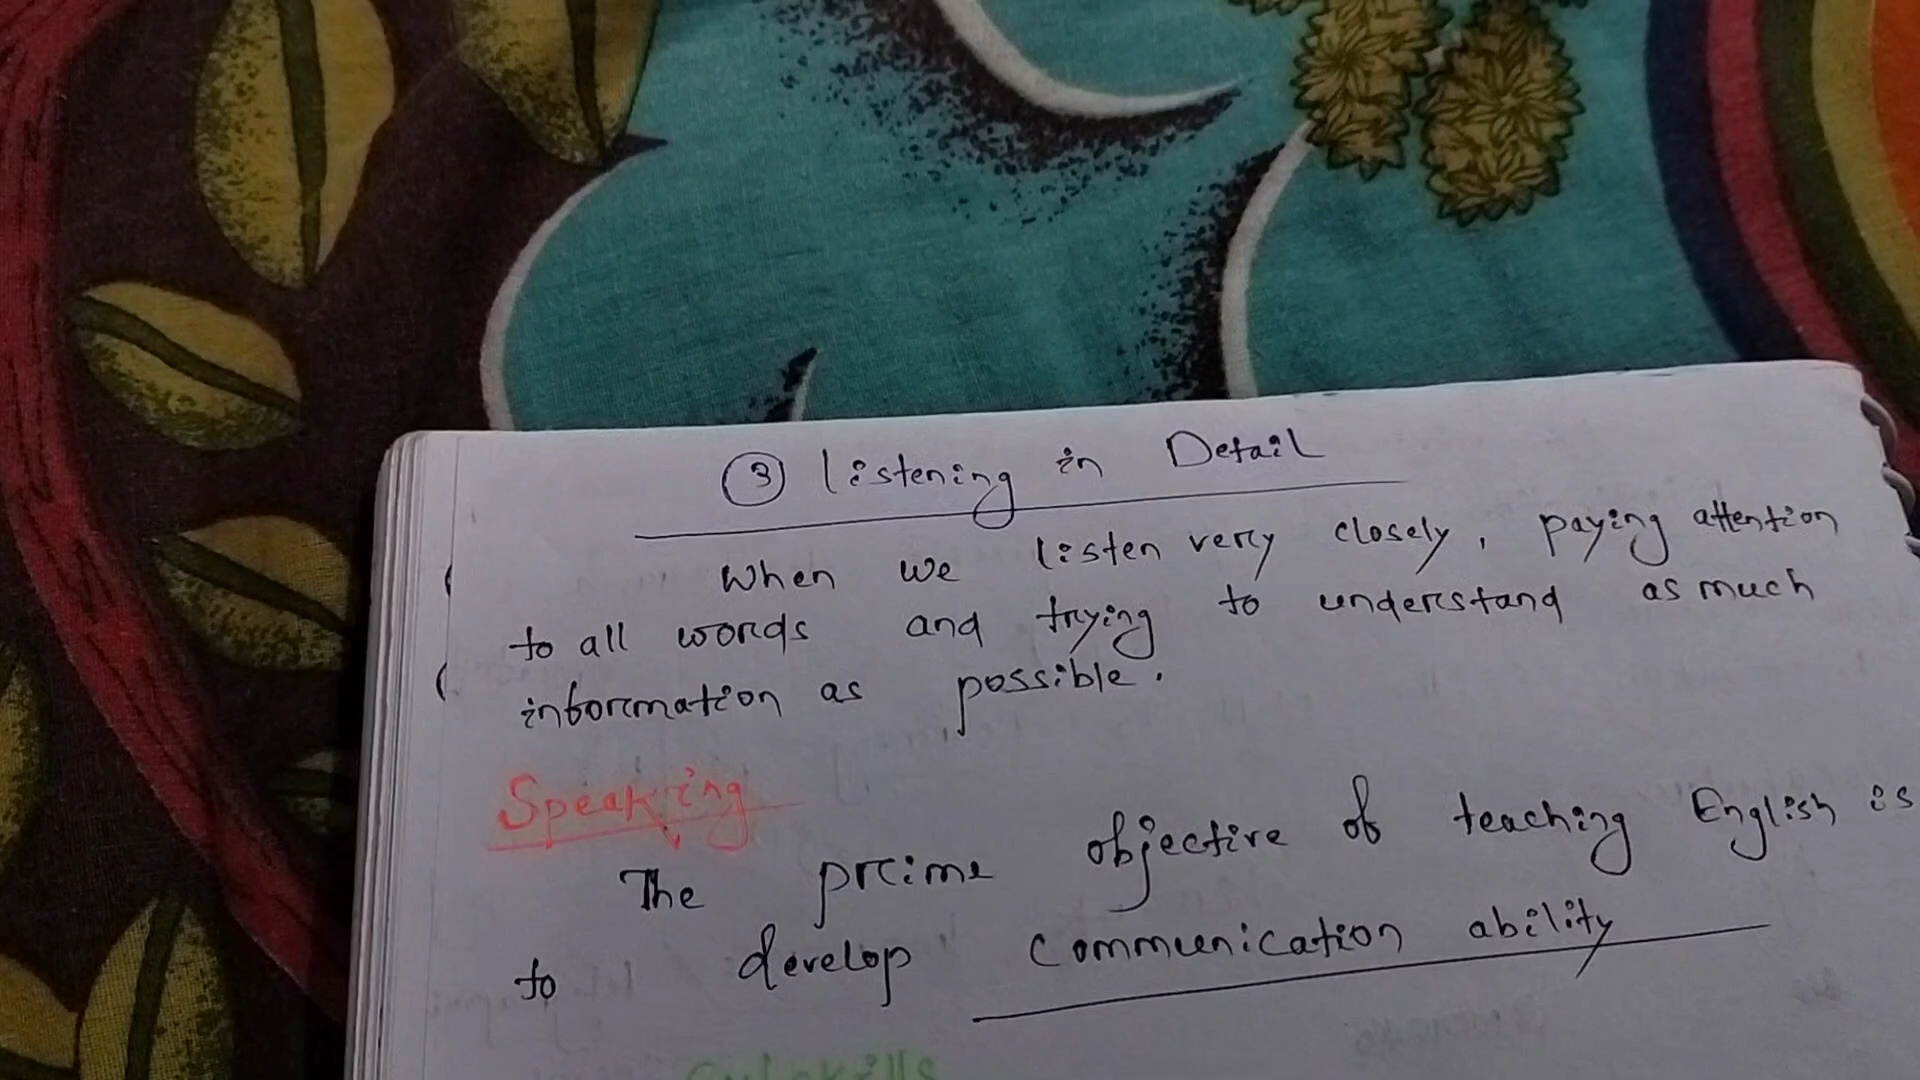 ③ listening in Detail
When we listen very closely, paying attention
to all words and trying to understand as much
information as possible.
Speaking
The prime objective of teaching English is
to develop communication ability
Subskills